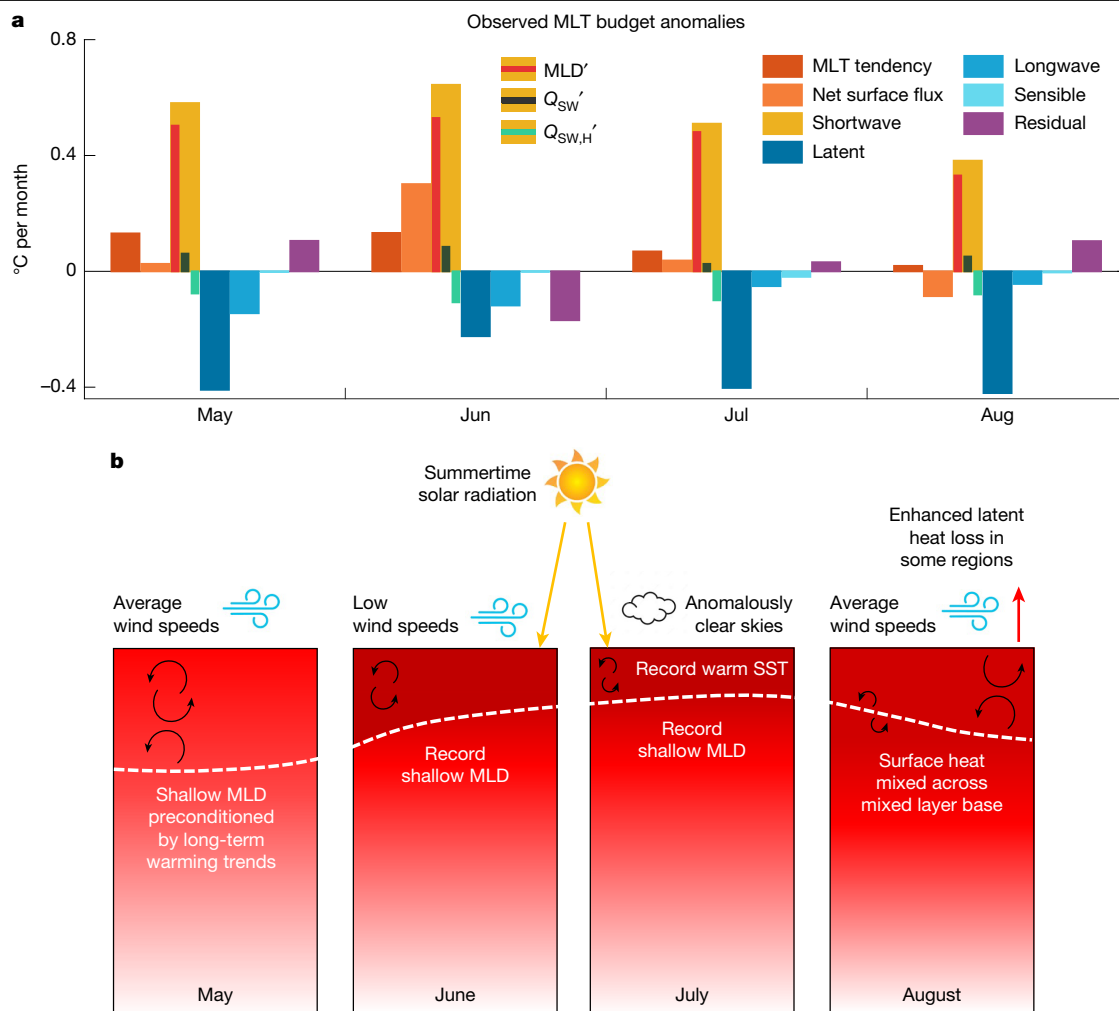 a
Observed MLT budget anomalies
0.8
0.4
0
−0.4
°C per month
MLD′
Q_SW′
Q_SW,H′
MLT tendency
Net surface flux
Shortwave
Latent
Longwave
Sensible
Residual
May
Jun
Jul
Aug
b
Summertime
solar radiation
Enhanced latent
heat loss in
some regions
Average
wind speeds
Low
wind speeds
Anomalously
clear skies
Average
wind speeds
Shallow MLD
preconditioned
by long-term
warming trends
Record
shallow MLD
Record warm SST
Record
shallow MLD
Surface heat
mixed across
mixed layer base
May
June
July
August